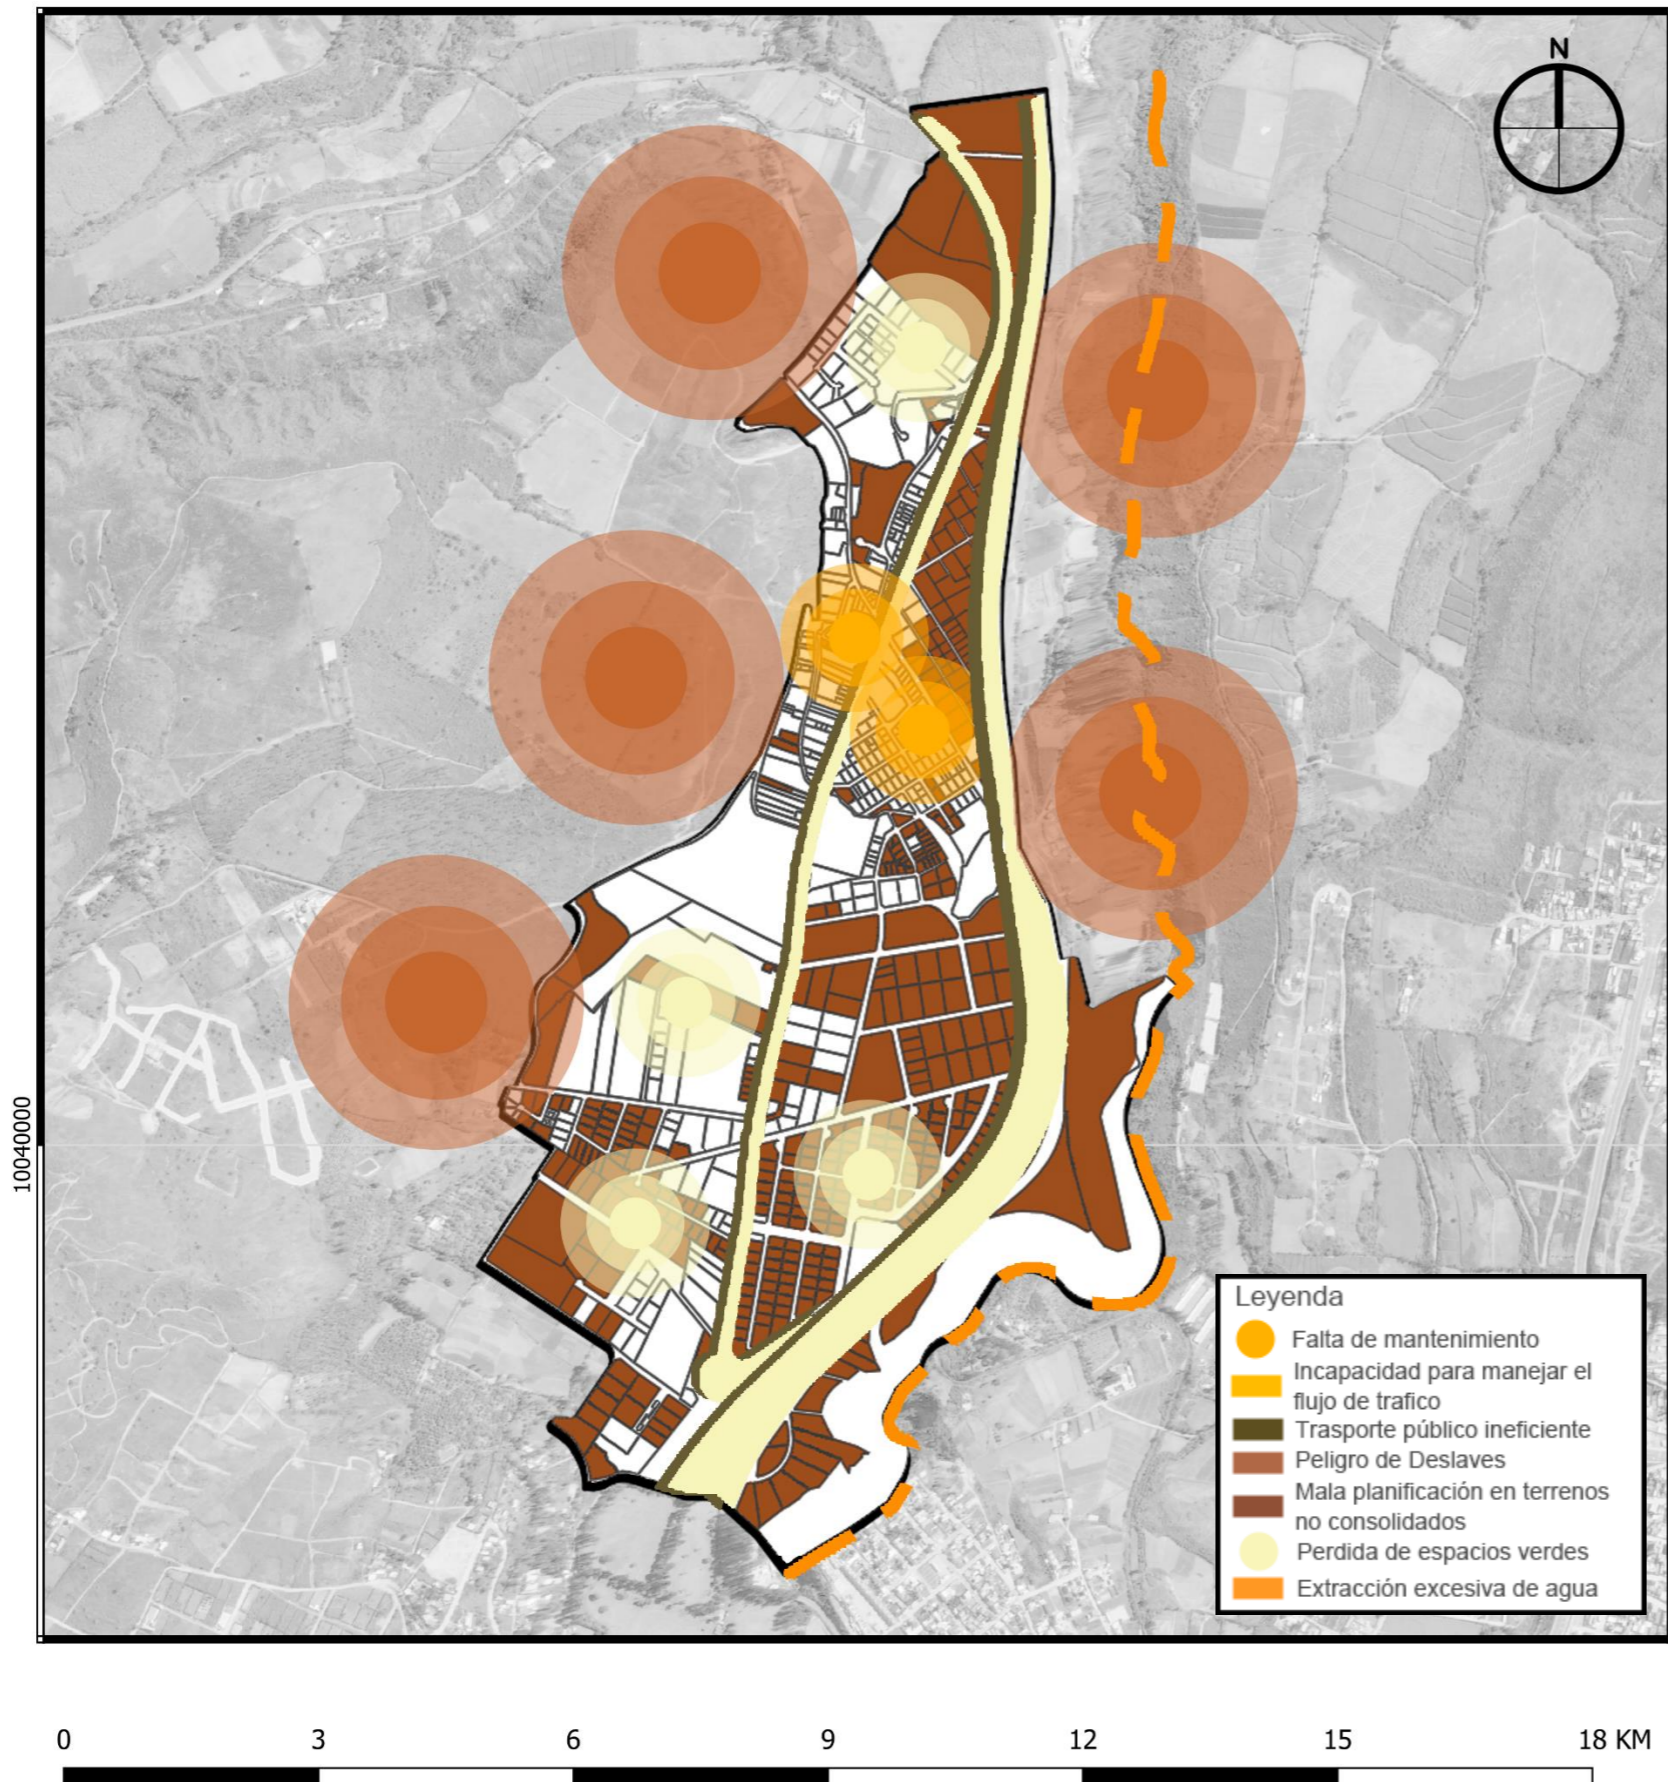 N
10040000
Leyenda
Falta de mantenimiento
Incapacidad para manejar el
flujo de trafico
Trasporte público ineficiente
Peligro de Deslaves
Mala planificación en terrenos
no consolidados
Perdida de espacios verdes
Extracción excesiva de agua
0 3 6 9 12 15 18 KM